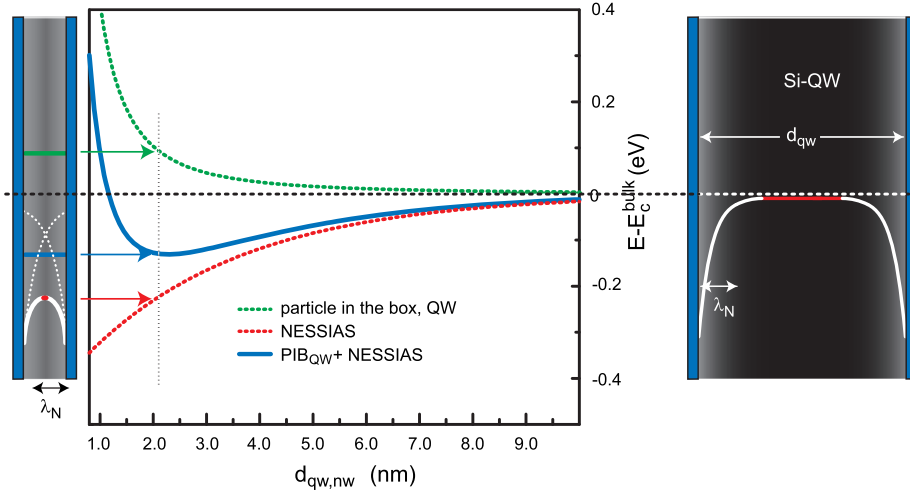 0.4
0.2
0
-0.2
-0.4
E-E_c^bulk (eV)
particle in the box, QW
NESSIAS
PIB_QW+ NESSIAS
λ_N
1.0 2.0 3.0 4.0 5.0 6.0 7.0 8.0 9.0
d_qw,nw (nm)
Si-QW
d_qw
λ_N